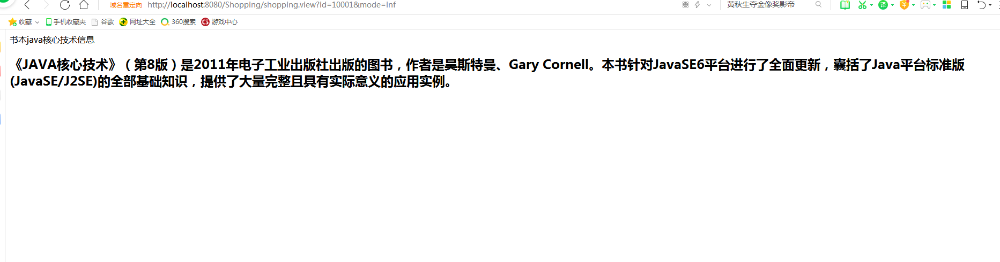 域名重定向 http://localhost:8080/Shopping/shopping.view?id=10001&mode=inf 黄秋生夺金像奖影帝 译
收藏 手机收藏夹 谷歌 网址大全 360搜索 游戏中心
书本java核心技术信息
《JAVA核心技术》（第8版）是2011年电子工业出版社出版的图书，作者是昊斯特曼、Gary Cornell。本书针对JavaSE6平台进行了全面更新，囊括了Java平台标准版
(JavaSE/J2SE)的全部基础知识，提供了大量完整且具有实际意义的应用实例。